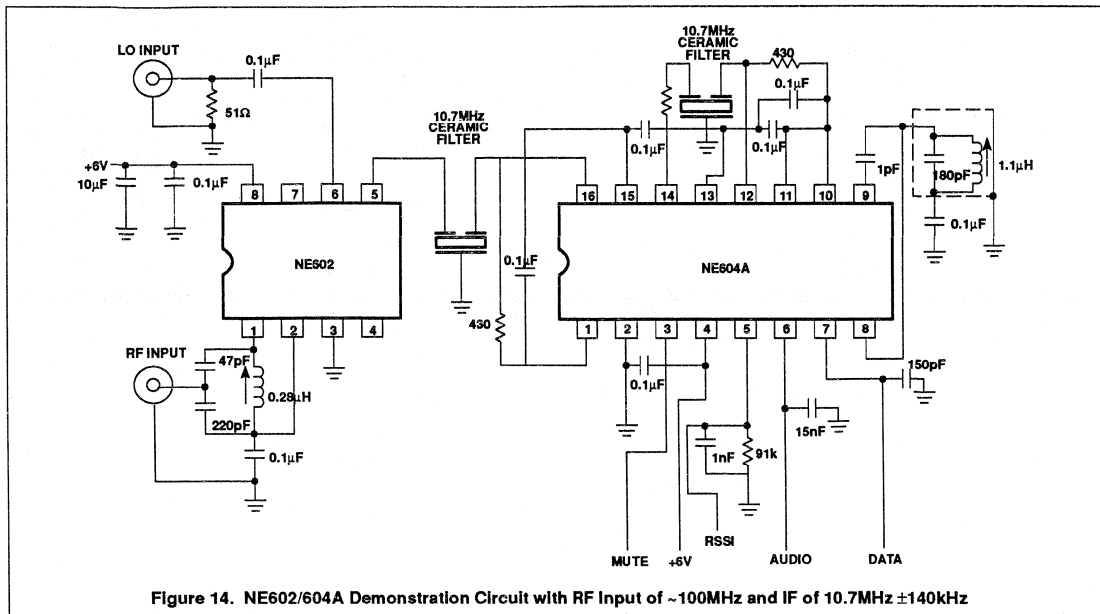 LO INPUT
0.1µF
51Ω
+6V
10µF
0.1µF
8 7 6 5
NE602
1 2 3 4
RF INPUT
47pF
0.28µH
220pF
0.1µF
10.7MHz
CERAMIC
FILTER
10.7MHz
CERAMIC
FILTER
430
0.1µF
0.1µF
0.1µF
0.1µF
430
16 15 14 13 12 11 10 9
NE604A
1 2 3 4 5 6 7 8
1pF
180pF
1.1µH
0.1µF
0.1µF
1nF
91k
15nF
150pF
MUTE
+6V
RSSI
AUDIO
DATA
Figure 14. NE602/604A Demonstration Circuit with RF Input of ~100MHz and IF of 10.7MHz ±140kHz